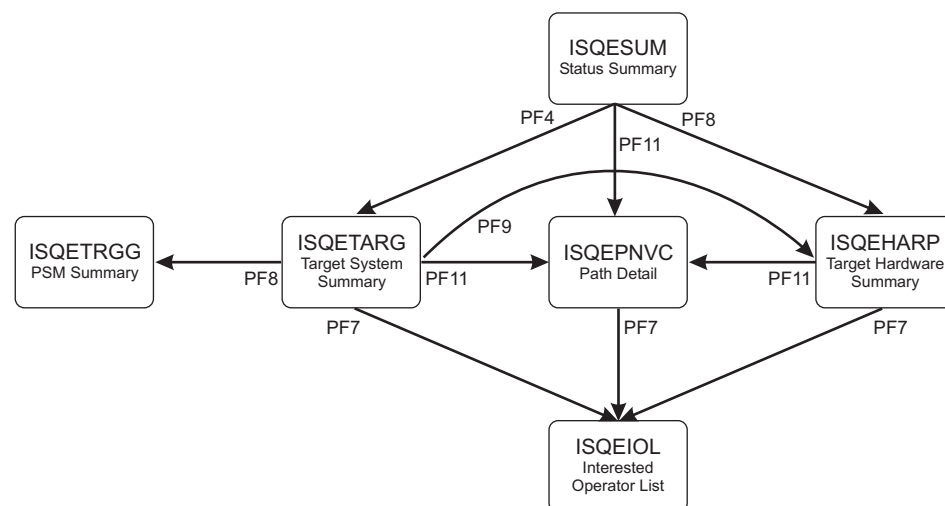 ISQESUM
Status Summary
PF4
PF11
PF8
PF9
ISQETRGG
PSM Summary
PF8
ISQETARG
Target System
Summary
PF11
ISQEPNVC
Path Detail
PF11
ISQEHARP
Target Hardware
Summary
PF7
PF7
PF7
ISQEIOL
Interested
Operator List